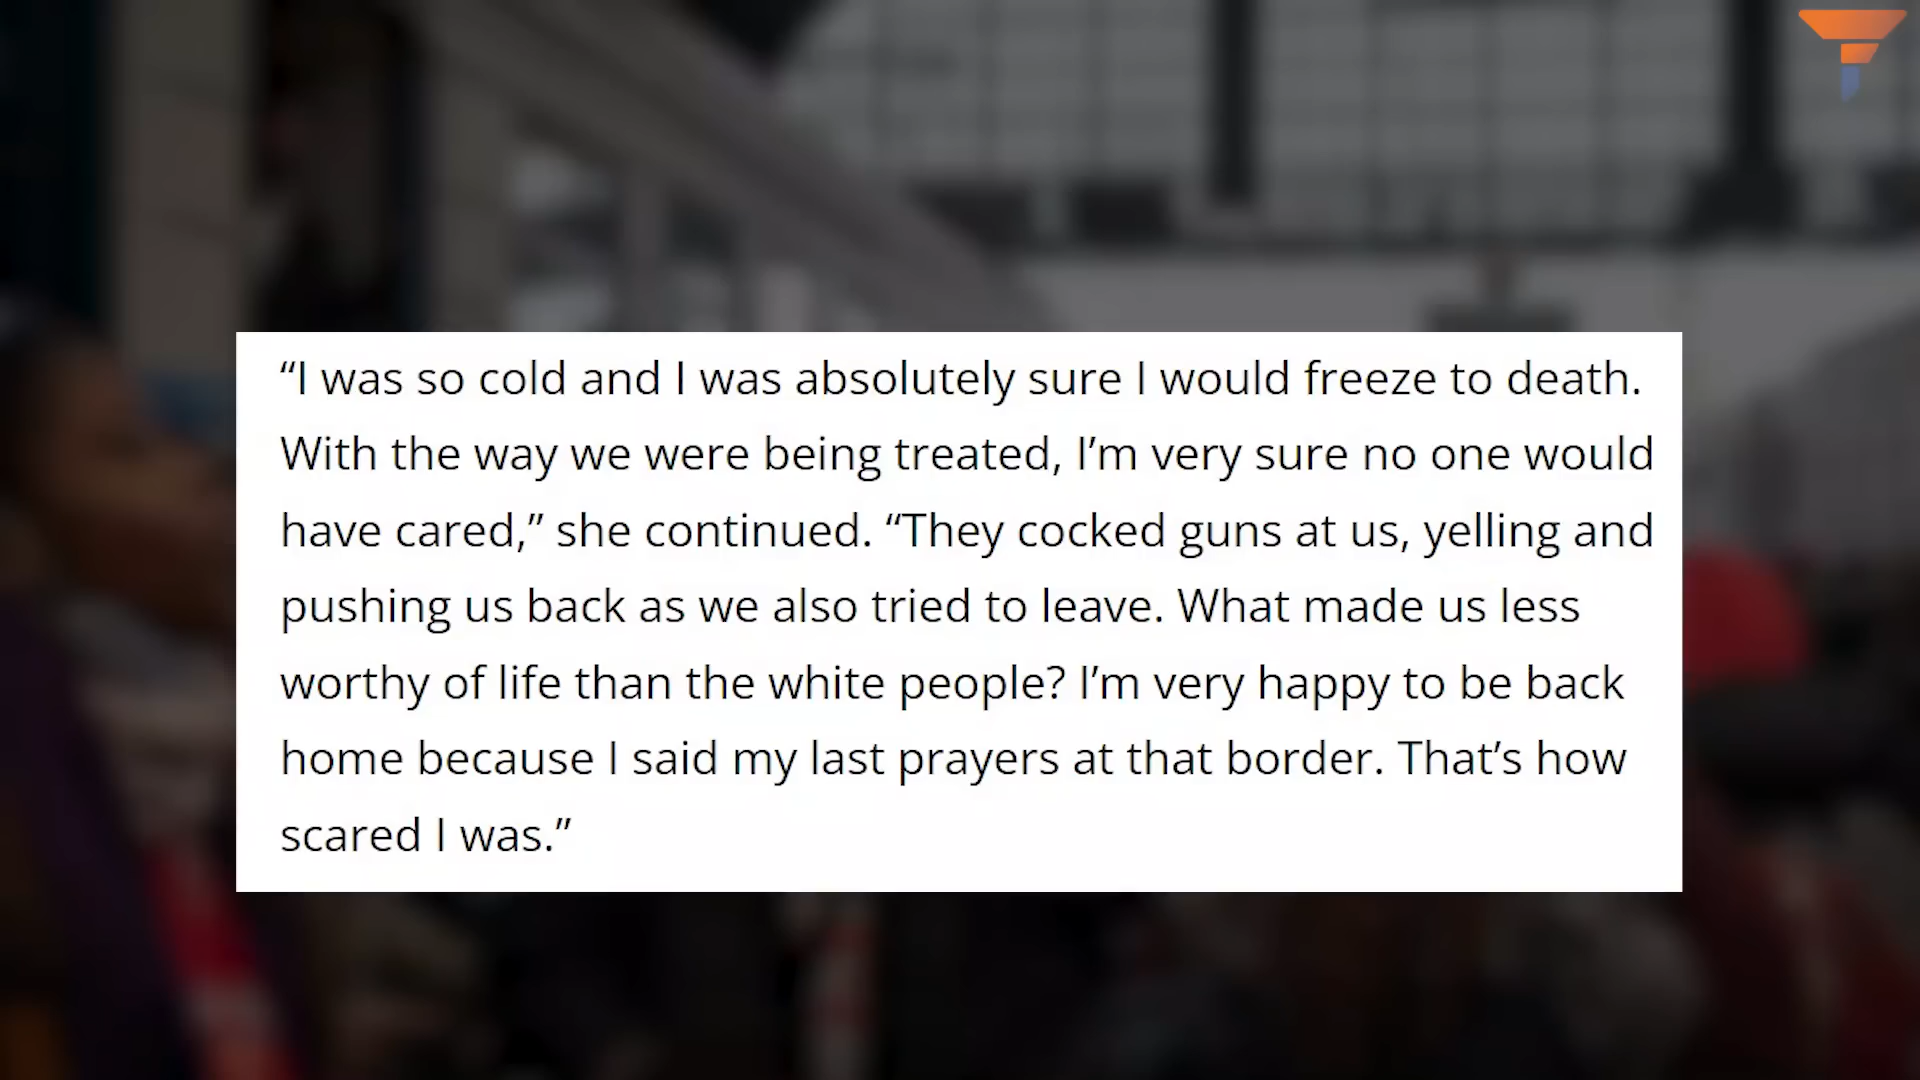 “I was so cold and I was absolutely sure I would freeze to death.
With the way we were being treated, I’m very sure no one would
have cared,” she continued. “They cocked guns at us, yelling and
pushing us back as we also tried to leave. What made us less
worthy of life than the white people? I’m very happy to be back
home because I said my last prayers at that border. That’s how
scared I was.”